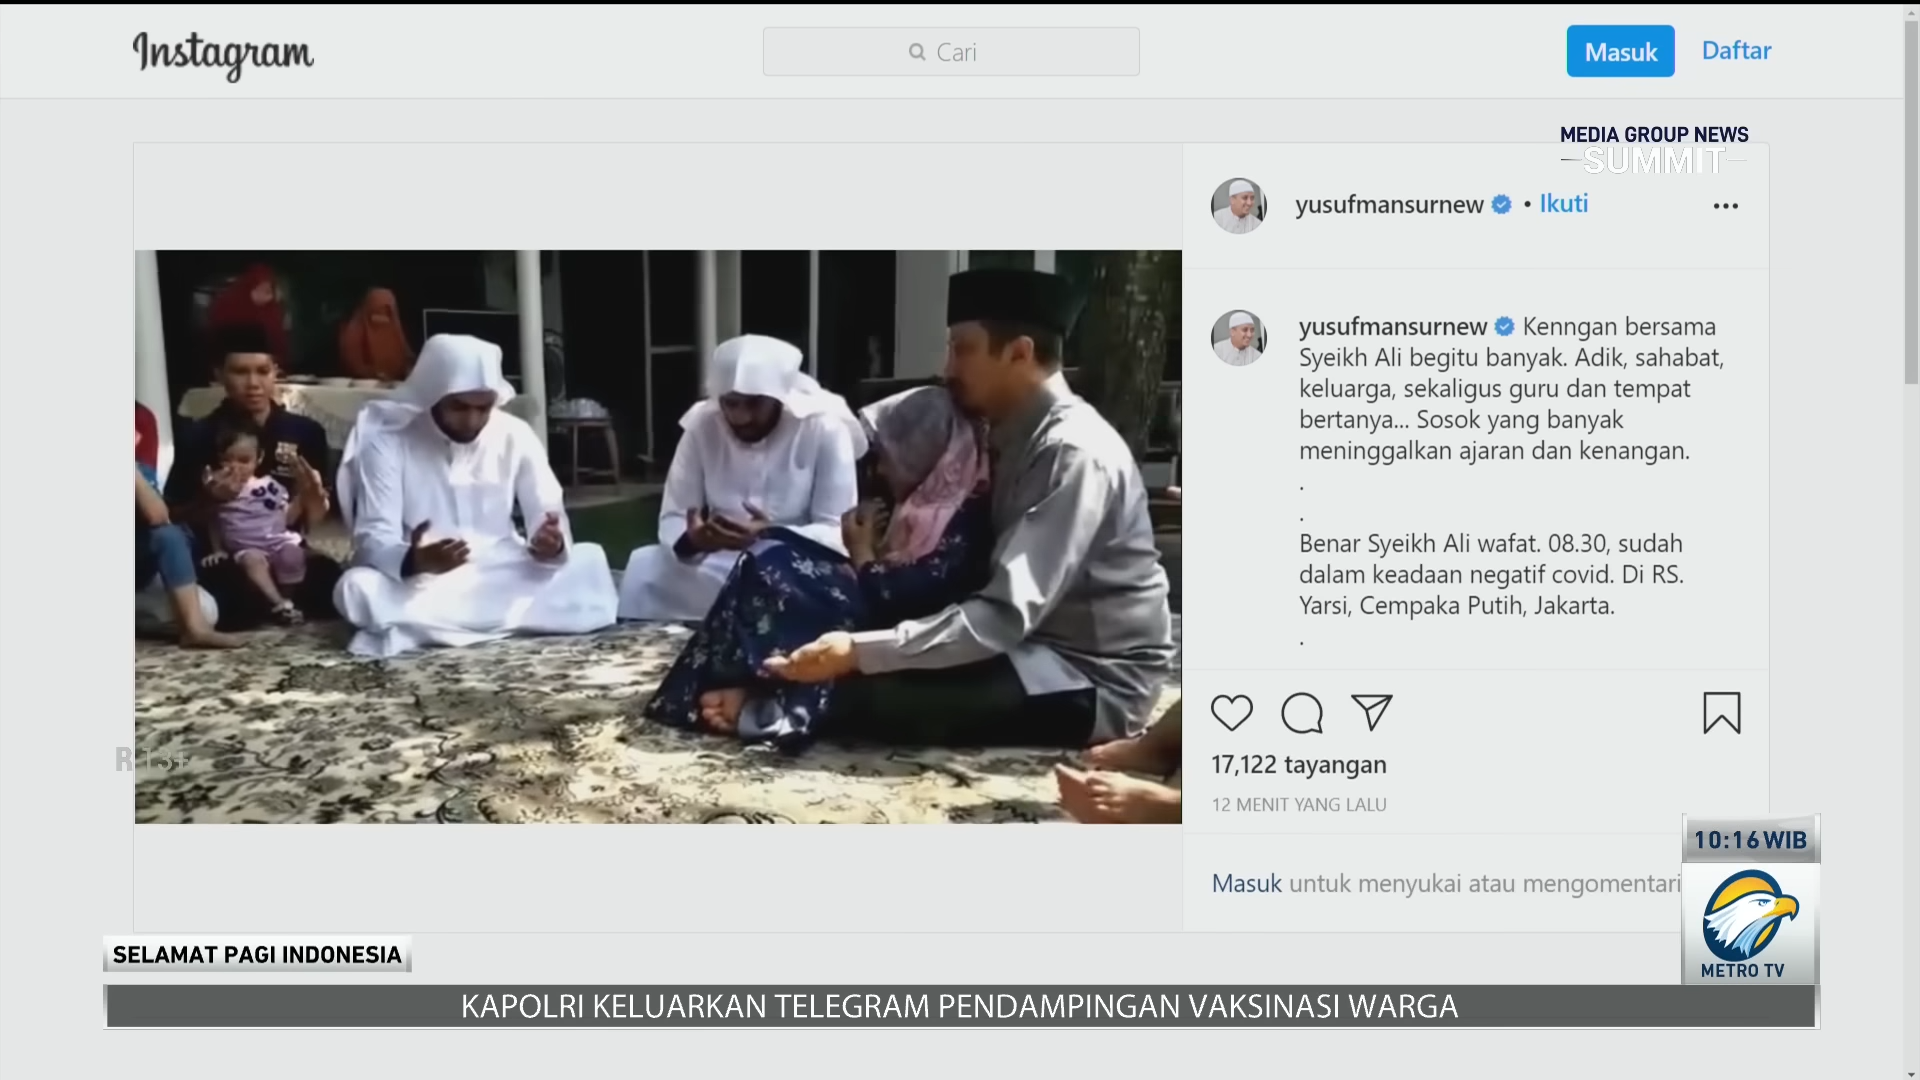 Instagram
Cari
Masuk
Daftar
MEDIA GROUP NEWS
SUMMIT
yusufmansurnew • Ikuti
yusufmansurnew Kenngan bersama
Syeikh Ali begitu banyak. Adik, sahabat,
keluarga, sekaligus guru dan tempat
bertanya... Sosok yang banyak
meninggalkan ajaran dan kenangan.
.
.
Benar Syeikh Ali wafat. 08.30, sudah
dalam keadaan negatif covid. Di RS.
Yarsi, Cempaka Putih, Jakarta.
.
R 13+
17,122 tayangan
12 MENIT YANG LALU
Masuk untuk menyukai atau mengomentari
10:16 WIB
METRO TV
SELAMAT PAGI INDONESIA
KAPOLRI KELUARKAN TELEGRAM PENDAMPINGAN VAKSINASI WARGA